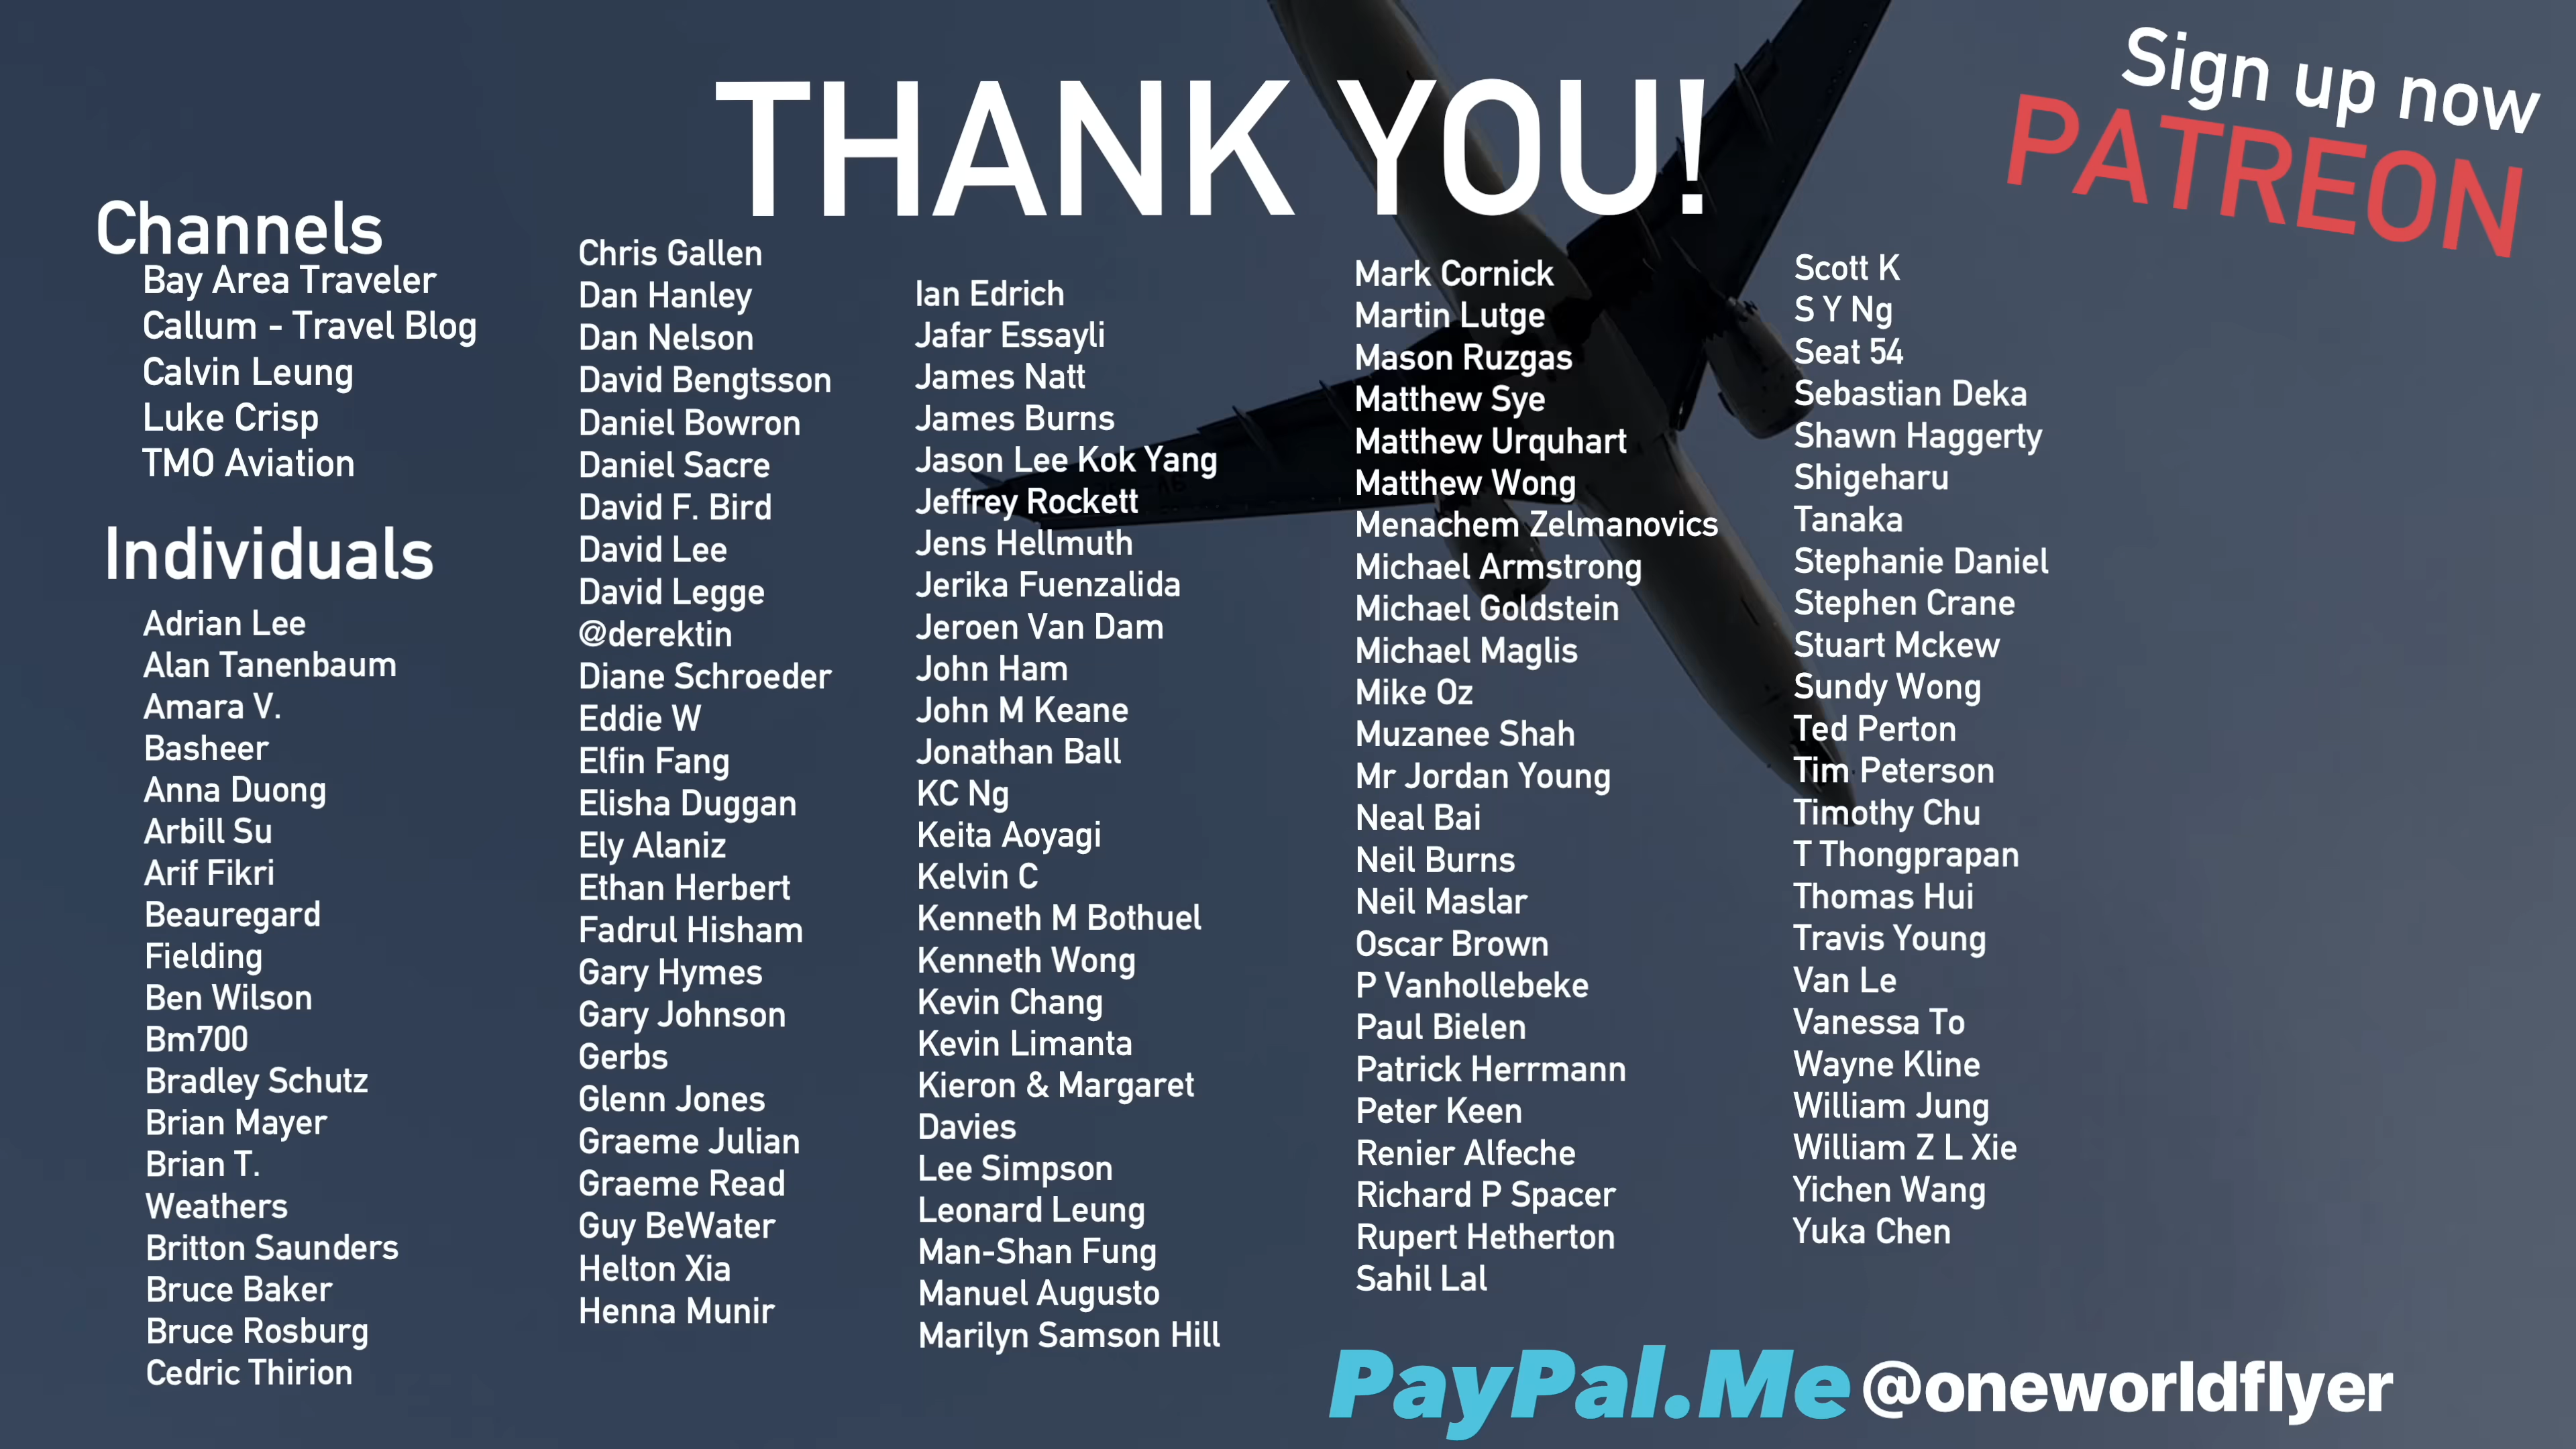 THANK YOU!
Sign up now
PATREON
Channels
Bay Area Traveler
Callum - Travel Blog
Calvin Leung
Luke Crisp
TMO Aviation
Individuals
Adrian Lee
Alan Tanenbaum
Amara V.
Basheer
Anna Duong
Arbill Su
Arif Fikri
Beauregard
Fielding
Ben Wilson
Bm700
Bradley Schutz
Brian Mayer
Brian T.
Weathers
Britton Saunders
Bruce Baker
Bruce Rosburg
Cedric Thirion
Chris Gallen
Dan Hanley
Dan Nelson
David Bengtsson
Daniel Bowron
Daniel Sacre
David F. Bird
David Lee
David Legge
@derektin
Diane Schroeder
Eddie W
Elfin Fang
Elisha Duggan
Ely Alaniz
Ethan Herbert
Fadrul Hisham
Gary Hymes
Gary Johnson
Gerbs
Glenn Jones
Graeme Julian
Graeme Read
Guy BeWater
Helton Xia
Henna Munir
Ian Edrich
Jafar Essayli
James Natt
James Burns
Jason Lee Kok Yang
Jeffrey Rockett
Jens Hellmuth
Jerika Fuenzalida
Jeroen Van Dam
John Ham
John M Keane
Jonathan Ball
KC Ng
Keita Aoyagi
Kelvin C
Kenneth M Bothuel
Kenneth Wong
Kevin Chang
Kevin Limanta
Kieron & Margaret
Davies
Lee Simpson
Leonard Leung
Man-Shan Fung
Manuel Augusto
Marilyn Samson Hill
Mark Cornick
Martin Lutge
Mason Ruzgas
Matthew Sye
Matthew Urquhart
Matthew Wong
Menachem Zelmanovics
Michael Armstrong
Michael Goldstein
Michael Maglis
Mike Oz
Muzanee Shah
Mr Jordan Young
Neal Bai
Neil Burns
Neil Maslar
Oscar Brown
P Vanhollebeke
Paul Bielen
Patrick Herrmann
Peter Keen
Renier Alfeche
Richard P Spacer
Rupert Hetherton
Sahil Lal
Scott K
S Y Ng
Seat 54
Sebastian Deka
Shawn Haggerty
Shigeharu
Tanaka
Stephanie Daniel
Stephen Crane
Stuart Mckew
Sundy Wong
Ted Perton
Tim Peterson
Timothy Chu
T Thongprapan
Thomas Hui
Travis Young
Van Le
Vanessa To
Wayne Kline
William Jung
William Z L Xie
Yichen Wang
Yuka Chen
PayPal.Me @oneworldflyer